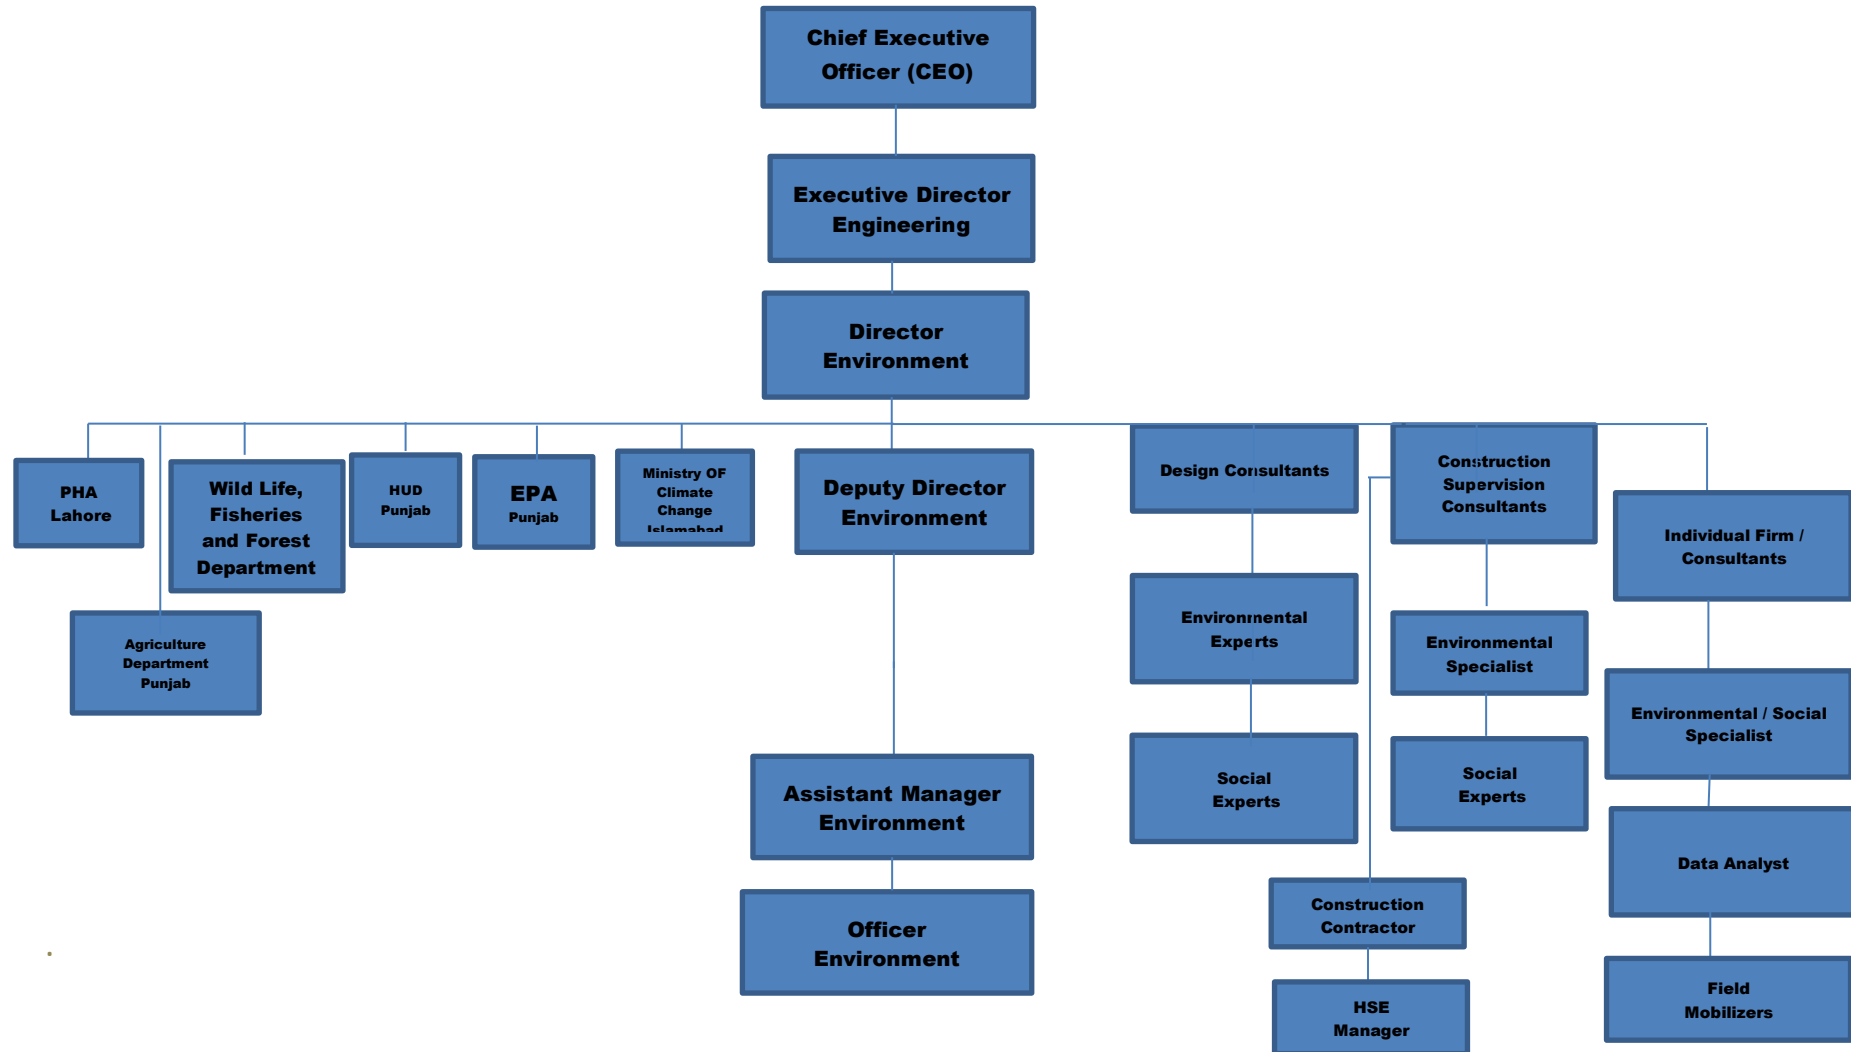 Chief Executive
Officer (CEO)
Executive Director
Engineering
Director
Environment
PHA
Lahore
Wild Life,
Fisheries
and Forest
Department
HUD
Punjab
EPA
Punjab
Ministry OF
Climate
Change
Islamabad
Deputy Director
Environment
Design Consultants
Construction
Supervision
Consultants
Individual Firm /
Consultants
Agriculture
Department
Punjab
Environmental
Experts
Environmental
Specialist
Environmental / Social
Specialist
Social
Experts
Social
Experts
Assistant Manager
Environment
Data Analyst
Construction
Contractor
Officer
Environment
HSE
Manager
Field
Mobilizers